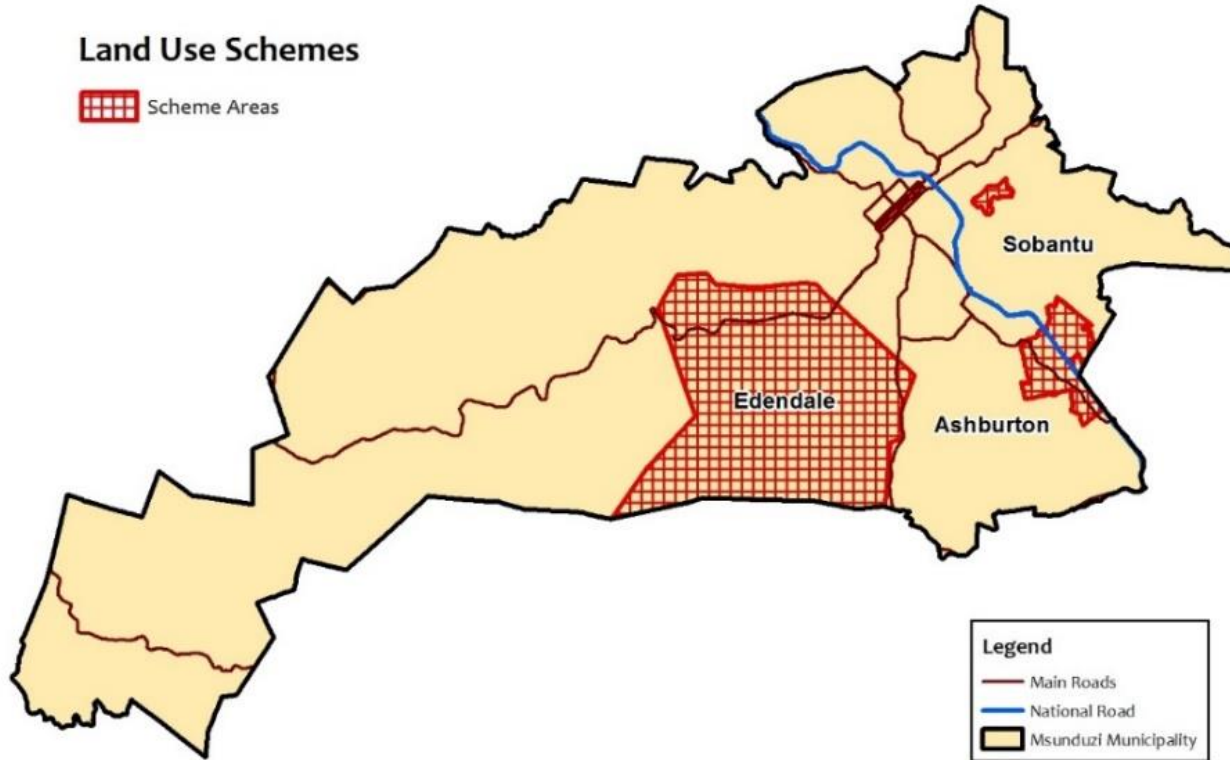 Land Use Schemes
Scheme Areas
Sobantu
Edendale
Ashburton
Legend
Main Roads
National Road
Msunduzi Municipality